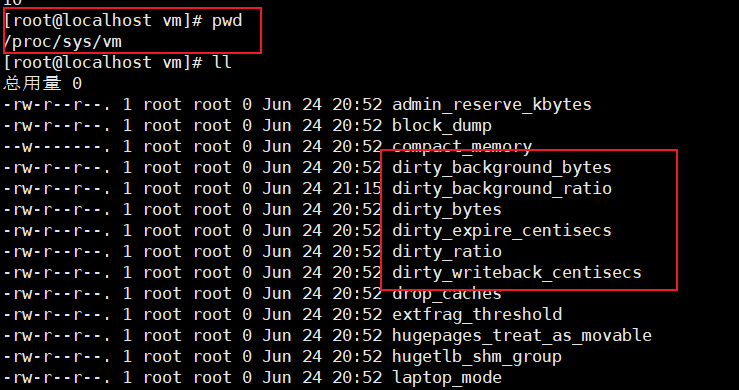 10
[root@localhost vm]# pwd
/proc/sys/vm
[root@localhost vm]# ll
总用量 0
-rw-r--r--. 1 root root 0 Jun 24 20:52 admin_reserve_kbytes
-rw-r--r--. 1 root root 0 Jun 24 20:52 block_dump
--w-------. 1 root root 0 Jun 24 20:52 compact_memory
-rw-r--r--. 1 root root 0 Jun 24 20:52 dirty_background_bytes
-rw-r--r--. 1 root root 0 Jun 24 21:15 dirty_background_ratio
-rw-r--r--. 1 root root 0 Jun 24 20:52 dirty_bytes
-rw-r--r--. 1 root root 0 Jun 24 20:52 dirty_expire_centisecs
-rw-r--r--. 1 root root 0 Jun 24 20:52 dirty_ratio
-rw-r--r--. 1 root root 0 Jun 24 20:52 dirty_writeback_centisecs
-rw-r--r--. 1 root root 0 Jun 24 20:52 drop_caches
-rw-r--r--. 1 root root 0 Jun 24 20:52 extfrag_threshold
-rw-r--r--. 1 root root 0 Jun 24 20:52 hugepages_treat_as_movable
-rw-r--r--. 1 root root 0 Jun 24 20:52 hugetlb_shm_group
-rw-r--r--. 1 root root 0 Jun 24 20:52 laptop_mode